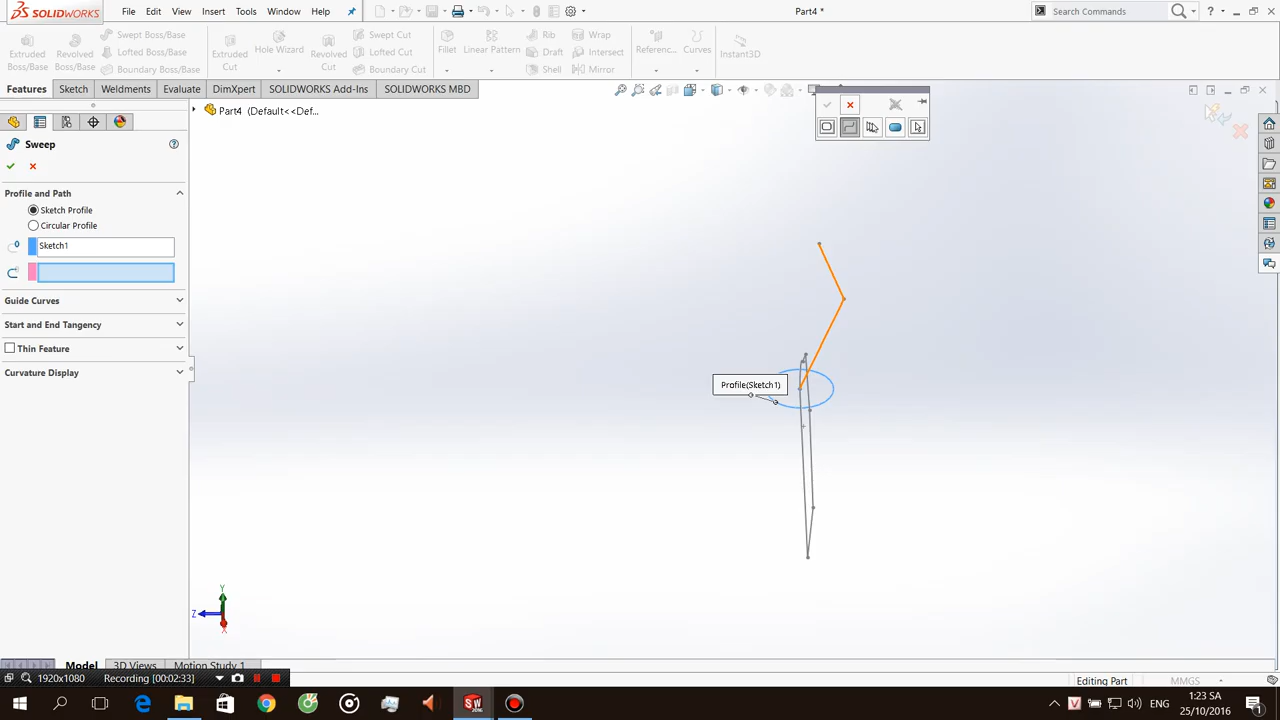 SOLIDWORKS
File Edit View Insert Tools Window Help
Part4 *
Search Commands
Extruded Boss/Base
Revolved Boss/Base
Swept Boss/Base
Lofted Boss/Base
Boundary Boss/Base
Extruded Cut
Hole Wizard
Revolved Cut
Swept Cut
Lofted Cut
Boundary Cut
Fillet
Linear Pattern
Rib
Draft
Shell
Wrap
Intersect
Mirror
Referenc...
Curves
Instant3D
Features Sketch Weldments Evaluate DimXpert SOLIDWORKS Add-Ins SOLIDWORKS MBD
Part4 (Default<<Def...
Sweep
Profile and Path
Sketch Profile
Circular Profile
Sketch1
Guide Curves
Start and End Tangency
Thin Feature
Curvature Display
Profile(Sketch1)
Y
Z
X
Model 3D Views Motion Study 1
1920x1080 Recording [00:02:33]
Editing Part MMGS
ENG
1:23 SA
25/10/2016